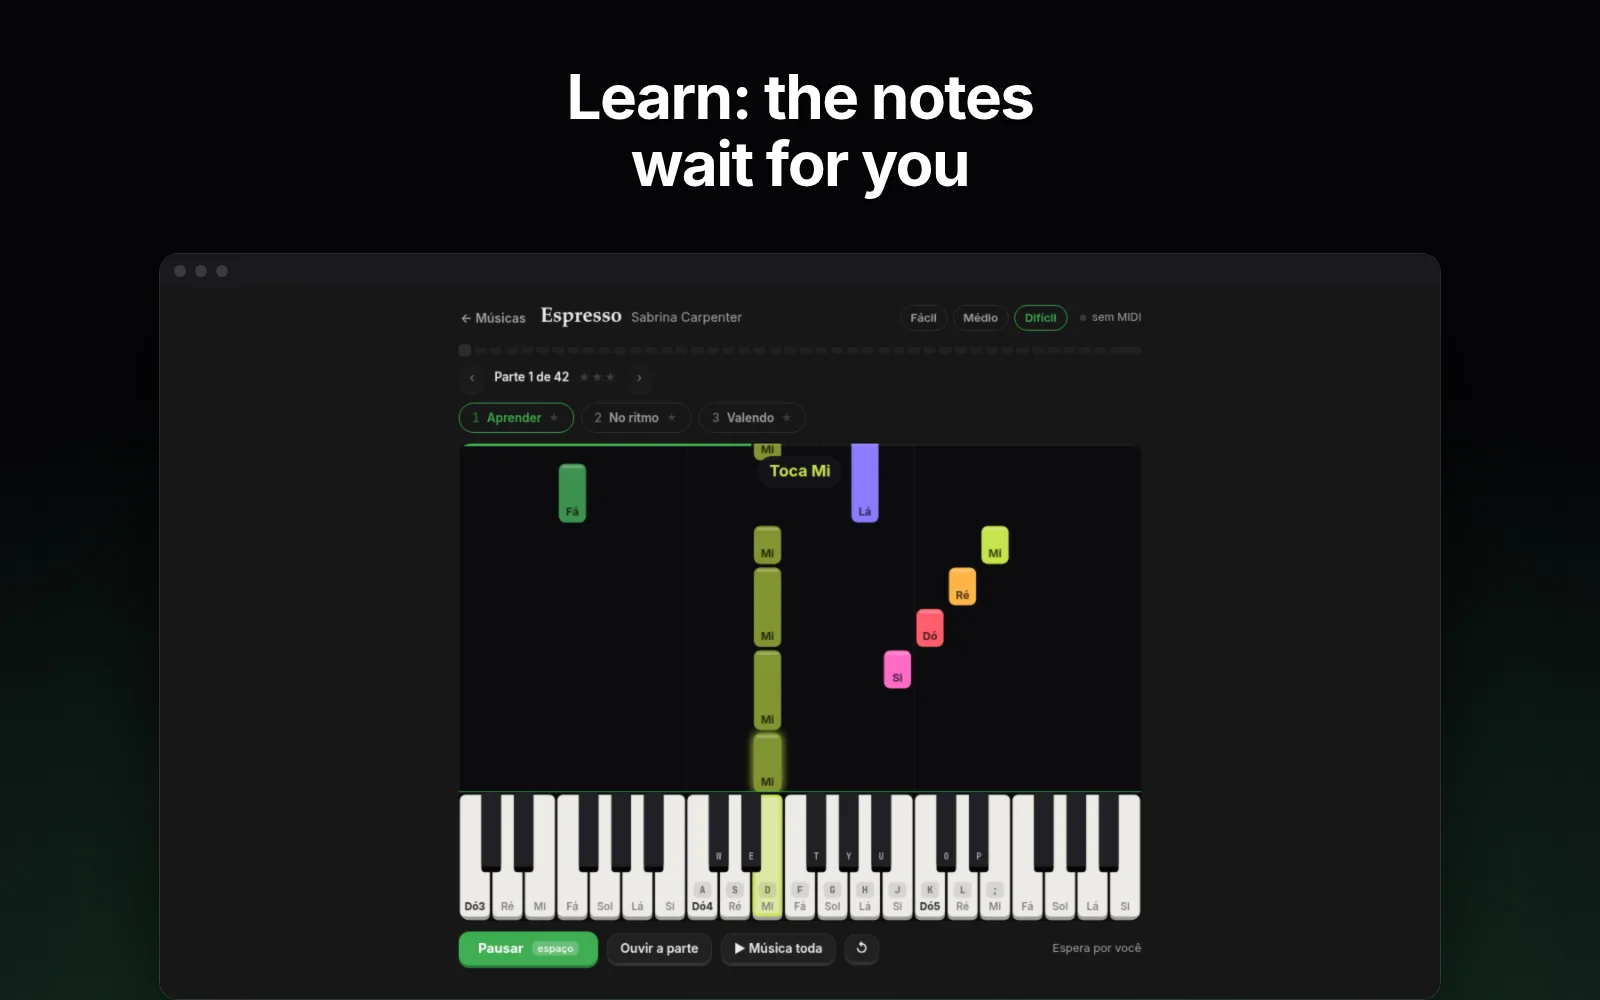 Learn: the notes
wait for you
← Músicas Espresso Sabrina Carpenter Fácil Médio Difícil sem MIDI
‹ Parte 1 de 42 ★★★ ›
1 Aprender ★ 2 No ritmo ★ 3 Valendo ★
Mi
Toca Mi
Fá Lá
Mi Mi
Mi Ré
Mi Dó
Si
Mi
Mi
W E T Y U O P
A S D F G H J K L ;
Dó3 Ré Mi Fá Sol Lá Si Dó4 Ré Mi Fá Sol Lá Si Dó5 Ré Mi Fá Sol Lá Si
Pausar espaço Ouvir a parte ▶ Música toda ↺ Espera por você